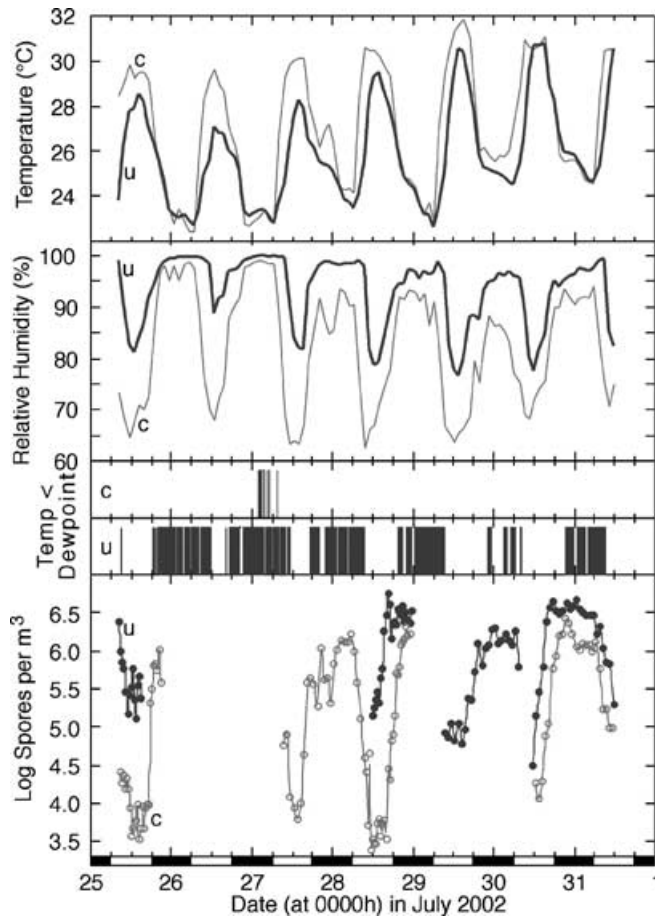 32
30
28
26
24
Temperature (°C)
c
u
100
90
80
70
60
Relative Humidity (%)
u
c
Temp <
Dewpoint
c
u
6.5
6.0
5.5
5.0
4.5
4.0
3.5
Log Spores per m3
u
c
25 26 27 28 29 30 31
Date (at 0000h) in July 2002